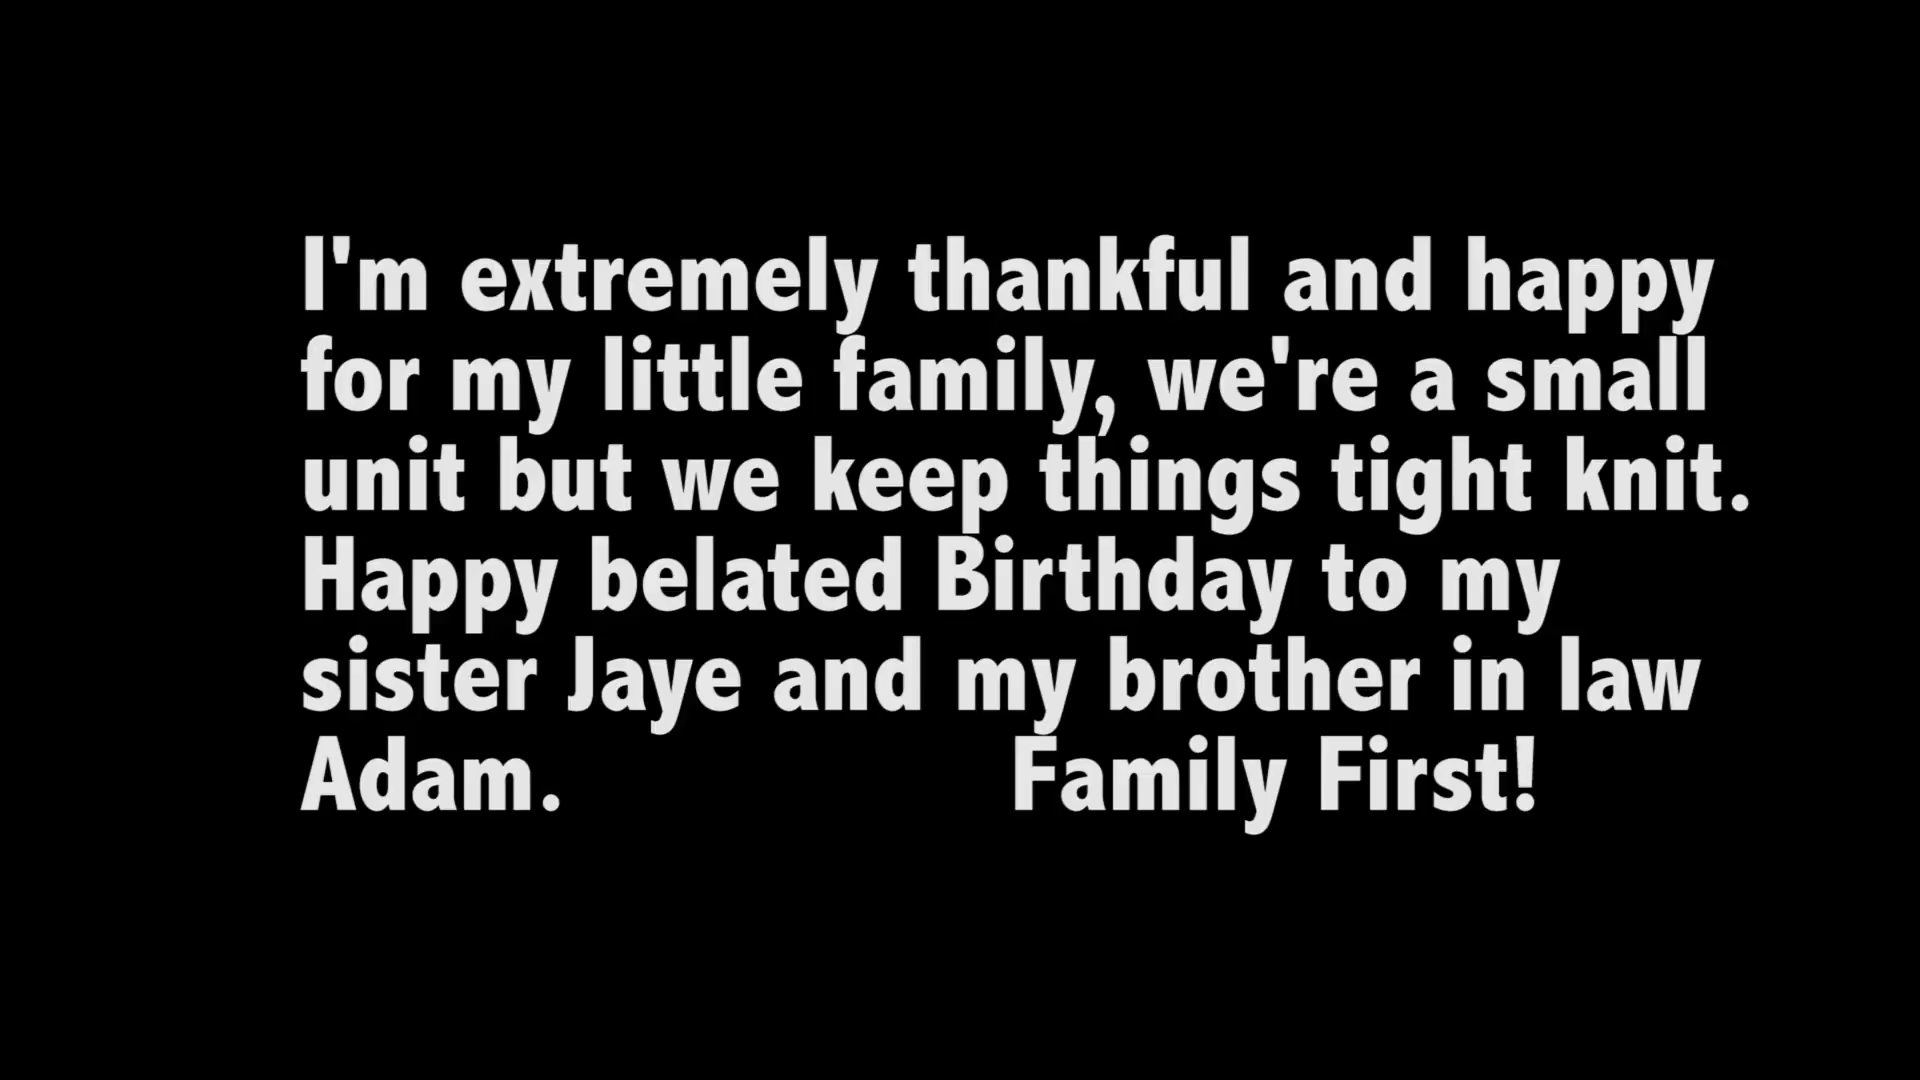 I'm extremely thankful and happy
for my little family, we're a small
unit but we keep things tight knit.
Happy belated Birthday to my
sister Jaye and my brother in law
Adam. Family First!